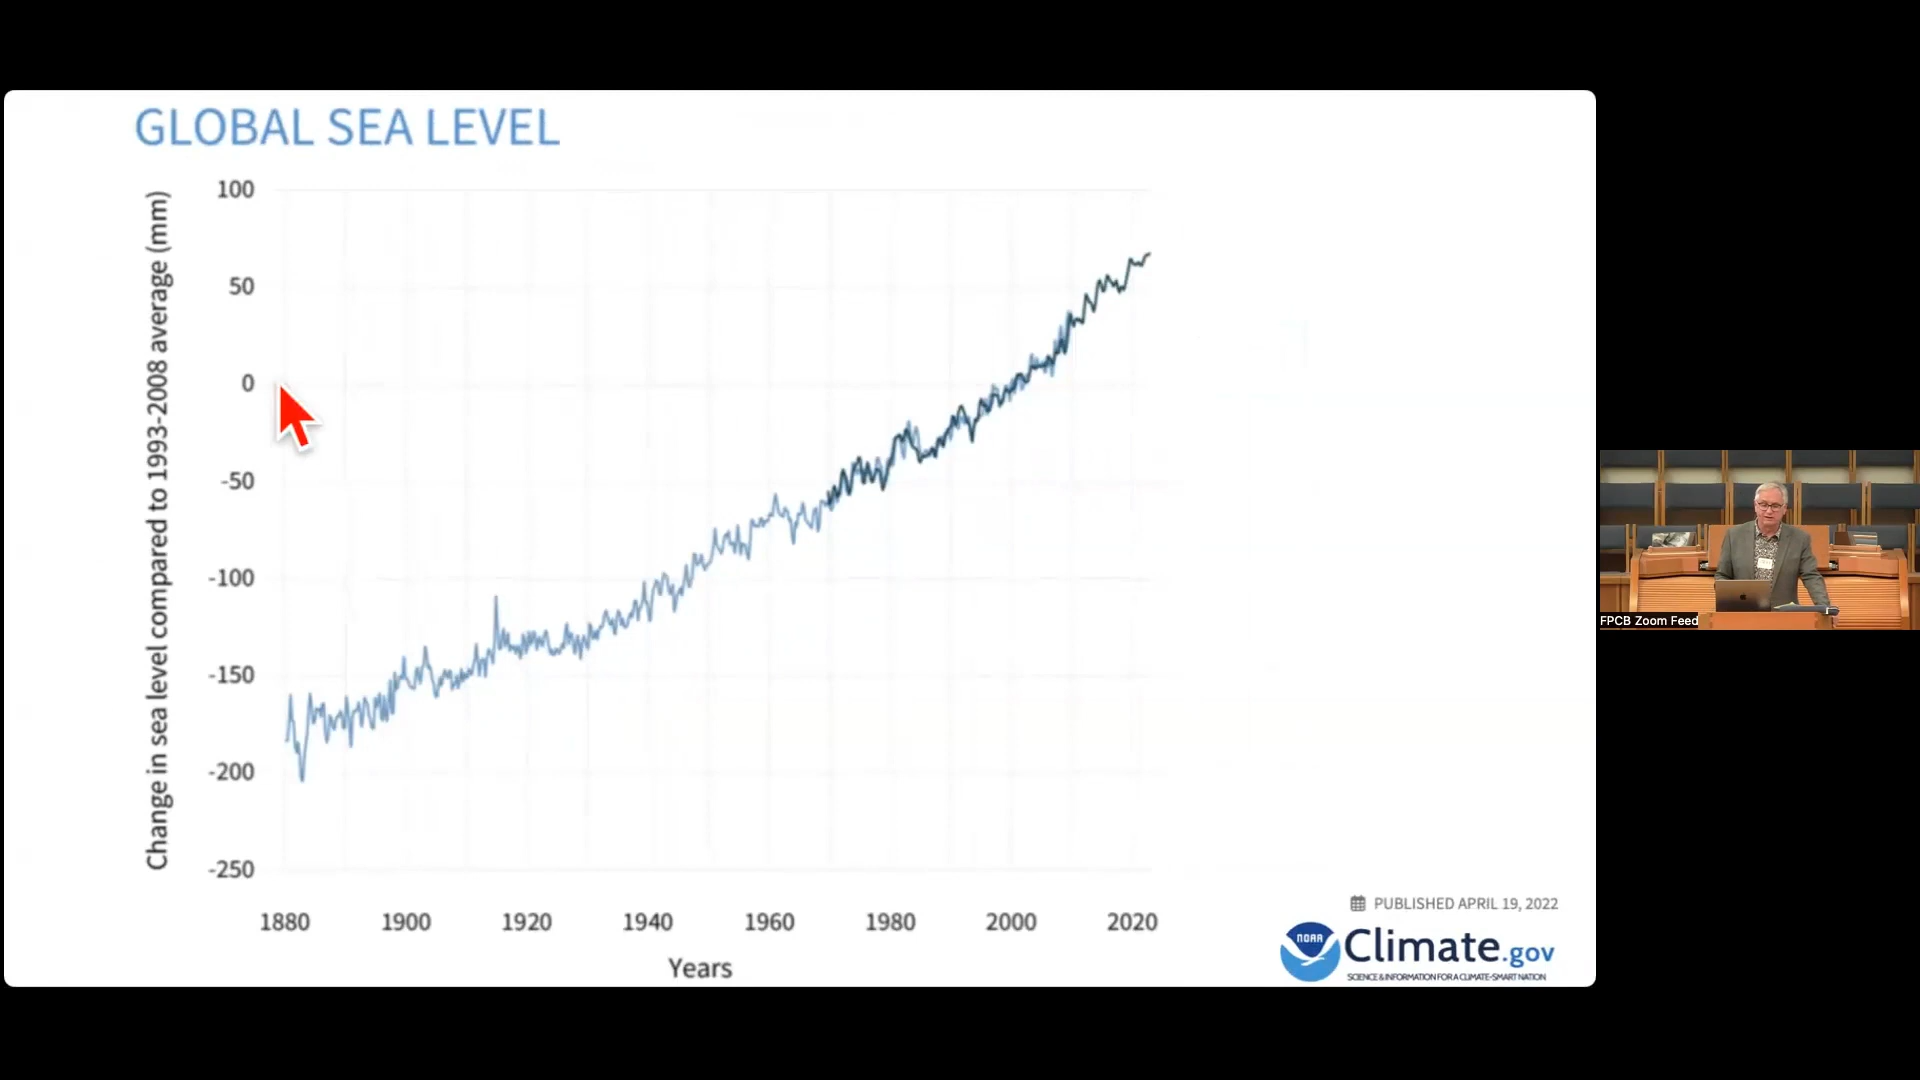 GLOBAL SEA LEVEL
Change in sea level compared to 1993-2008 average (mm)
100
50
0
-50
-100
-150
-200
-250
1880 1900 1920 1940 1960 1980 2000 2020
Years
PUBLISHED APRIL 19, 2022
NOAA
Climate.gov
SCIENCE & INFORMATION FOR A CLIMATE-SMART NATION
FPCB Zoom Feed